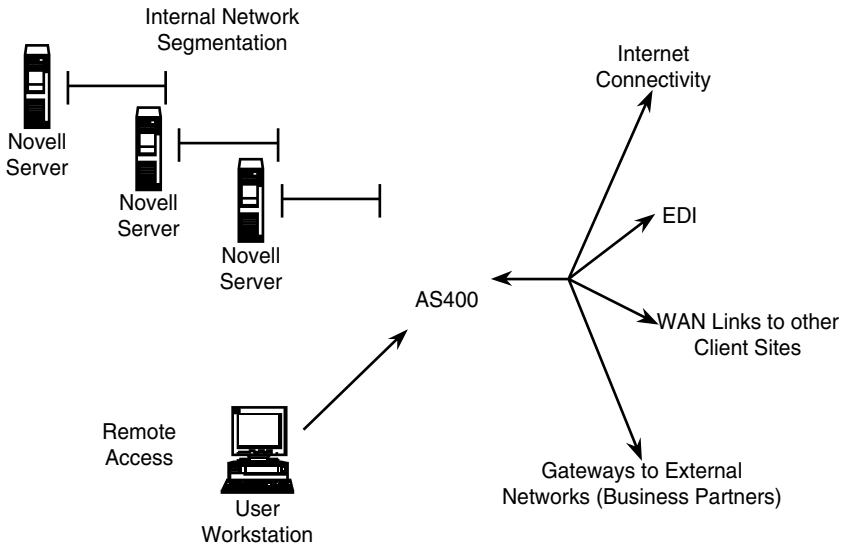 Internal Network
Segmentation
Novell
Server
Novell
Server
Novell
Server
Internet
Connectivity
EDI
AS400
WAN Links to other
Client Sites
Remote
Access
User
Workstation
Gateways to External
Networks (Business Partners)